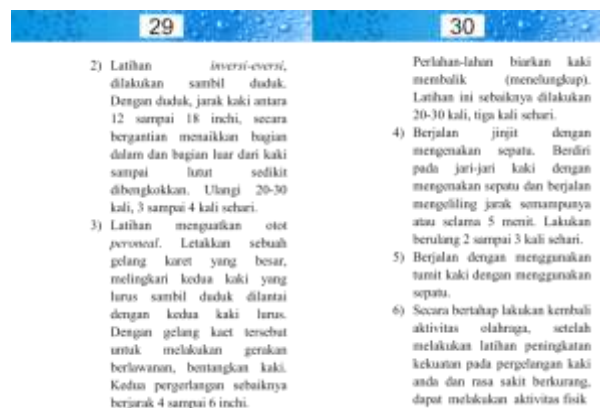 29
2) Latihan inversi-eversi,
dilakukan sambil duduk.
Dengan duduk, jarak kaki antara
12 sampai 18 inchi, secara
bergantian menaikkan bagian
dalam dan bagian luar dari kaki
sampai lutut sedikit
dibengkokkan. Ulangi 20-30
kali, 3 sampai 4 kali sehari.
3) Latihan menguatkan otot
peroneal. Letakkan sebuah
gelang karet yang besar,
melingkari kedua kaki yang
lurus sambil duduk dilantai
dengan kedua kaki lurus.
Dengan gelang kaet tersebut
untuk melakukan gerakan
berlawanan, bentangkan kaki.
Kedua pergerlangan sebaiknya
berjarak 4 sampai 6 inchi.
30
Perlahan-lahan biarkan kaki
membalik (menelungkup).
Latihan ini sebaiknya dilakukan
20-30 kali, tiga kali sehari.
4) Berjalan jinjit dengan
mengenakan sepatu. Berdiri
pada jari-jari kaki dengan
mengenakan sepatu dan berjalan
mengeliling jarak semampunya
atau selama 5 menit. Lakukan
berulang 2 sampai 3 kali sehari.
5) Berjalan dengan menggunakan
tumit kaki dengan menggunakan
sepatu.
6) Secara bertahap lakukan kembali
aktivitas olahraga, setelah
melakukan latihan peningkatan
kekuatan pada pergelangan kaki
anda dan rasa sakit berkurang,
dapat melakukan aktivitas fisik